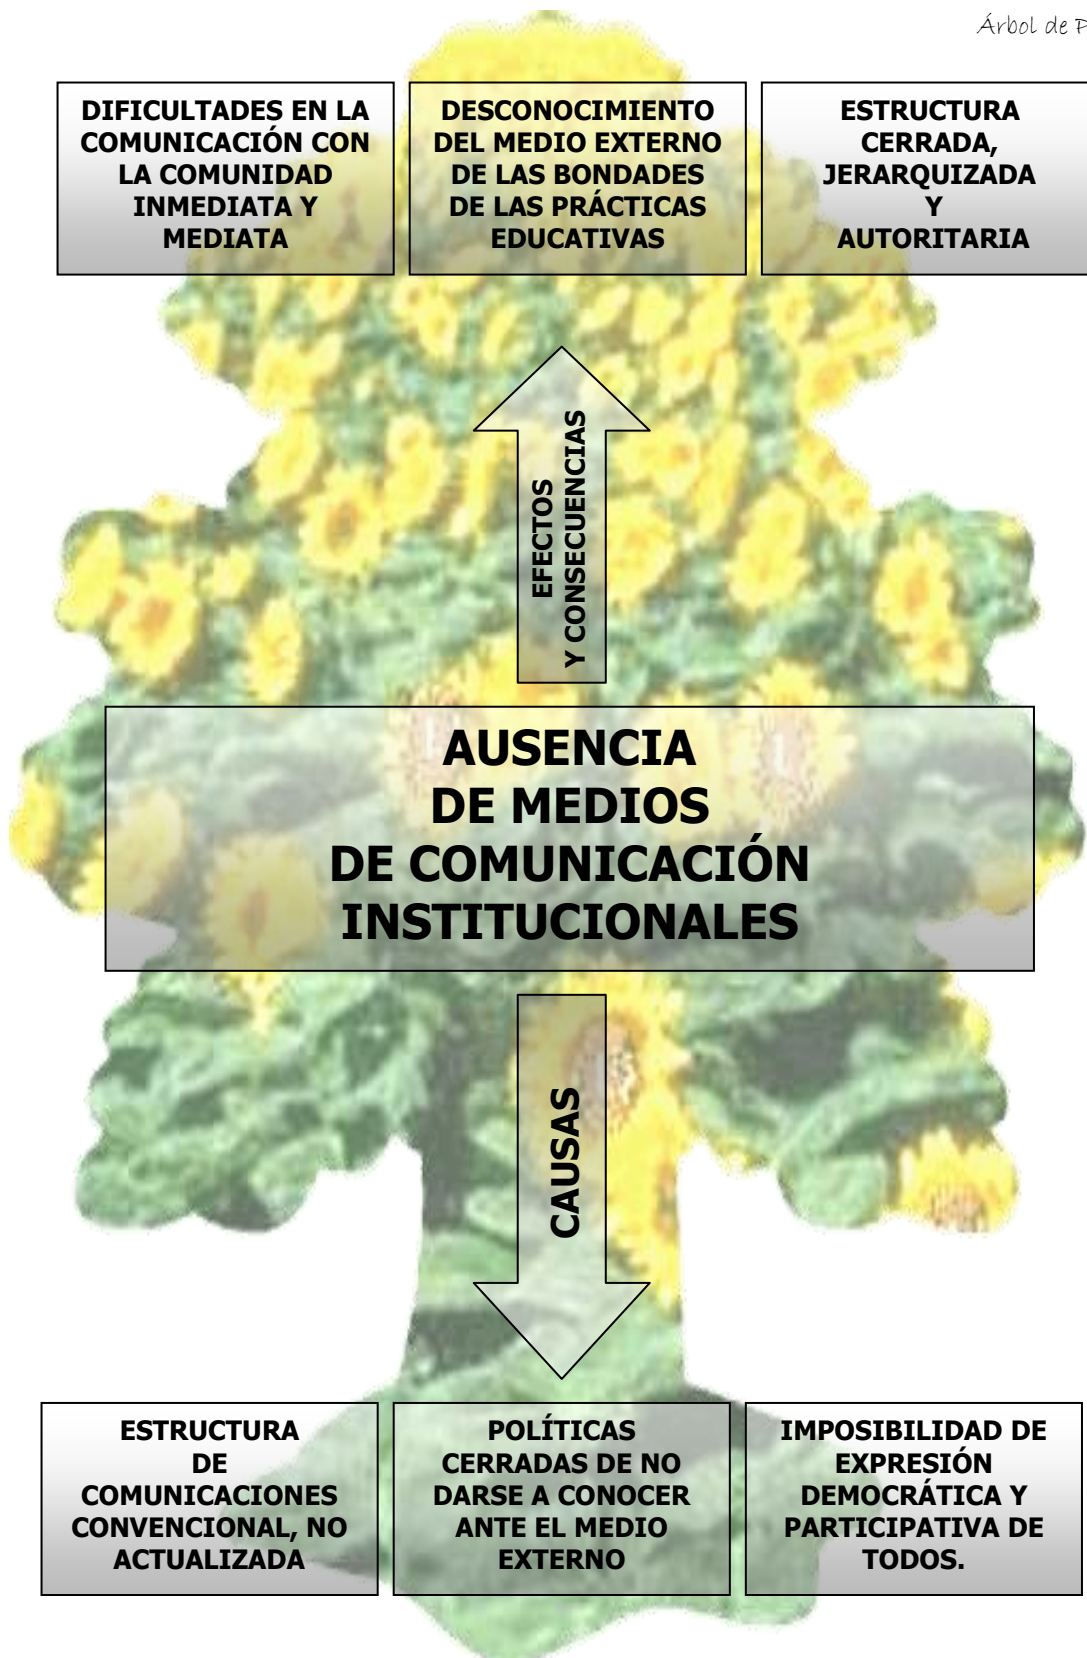 Árbol de P
DIFICULTADES EN LA
COMUNICACIÓN CON
LA COMUNIDAD
INMEDIATA Y
MEDIATA
DESCONOCIMIENTO
DEL MEDIO EXTERNO
DE LAS BONDADES
DE LAS PRÁCTICAS
EDUCATIVAS
ESTRUCTURA
CERRADA,
JERARQUIZADA
Y
AUTORITARIA
EFECTOS
Y CONSECUENCIAS
AUSENCIA
DE MEDIOS
DE COMUNICACIÓN
INSTITUCIONALES
CAUSAS
ESTRUCTURA
DE
COMUNICACIONES
CONVENCIONAL, NO
ACTUALIZADA
POLÍTICAS
CERRADAS DE NO
DARSE A CONOCER
ANTE EL MEDIO
EXTERNO
IMPOSIBILIDAD DE
EXPRESIÓN
DEMOCRÁTICA Y
PARTICIPATIVA DE
TODOS.